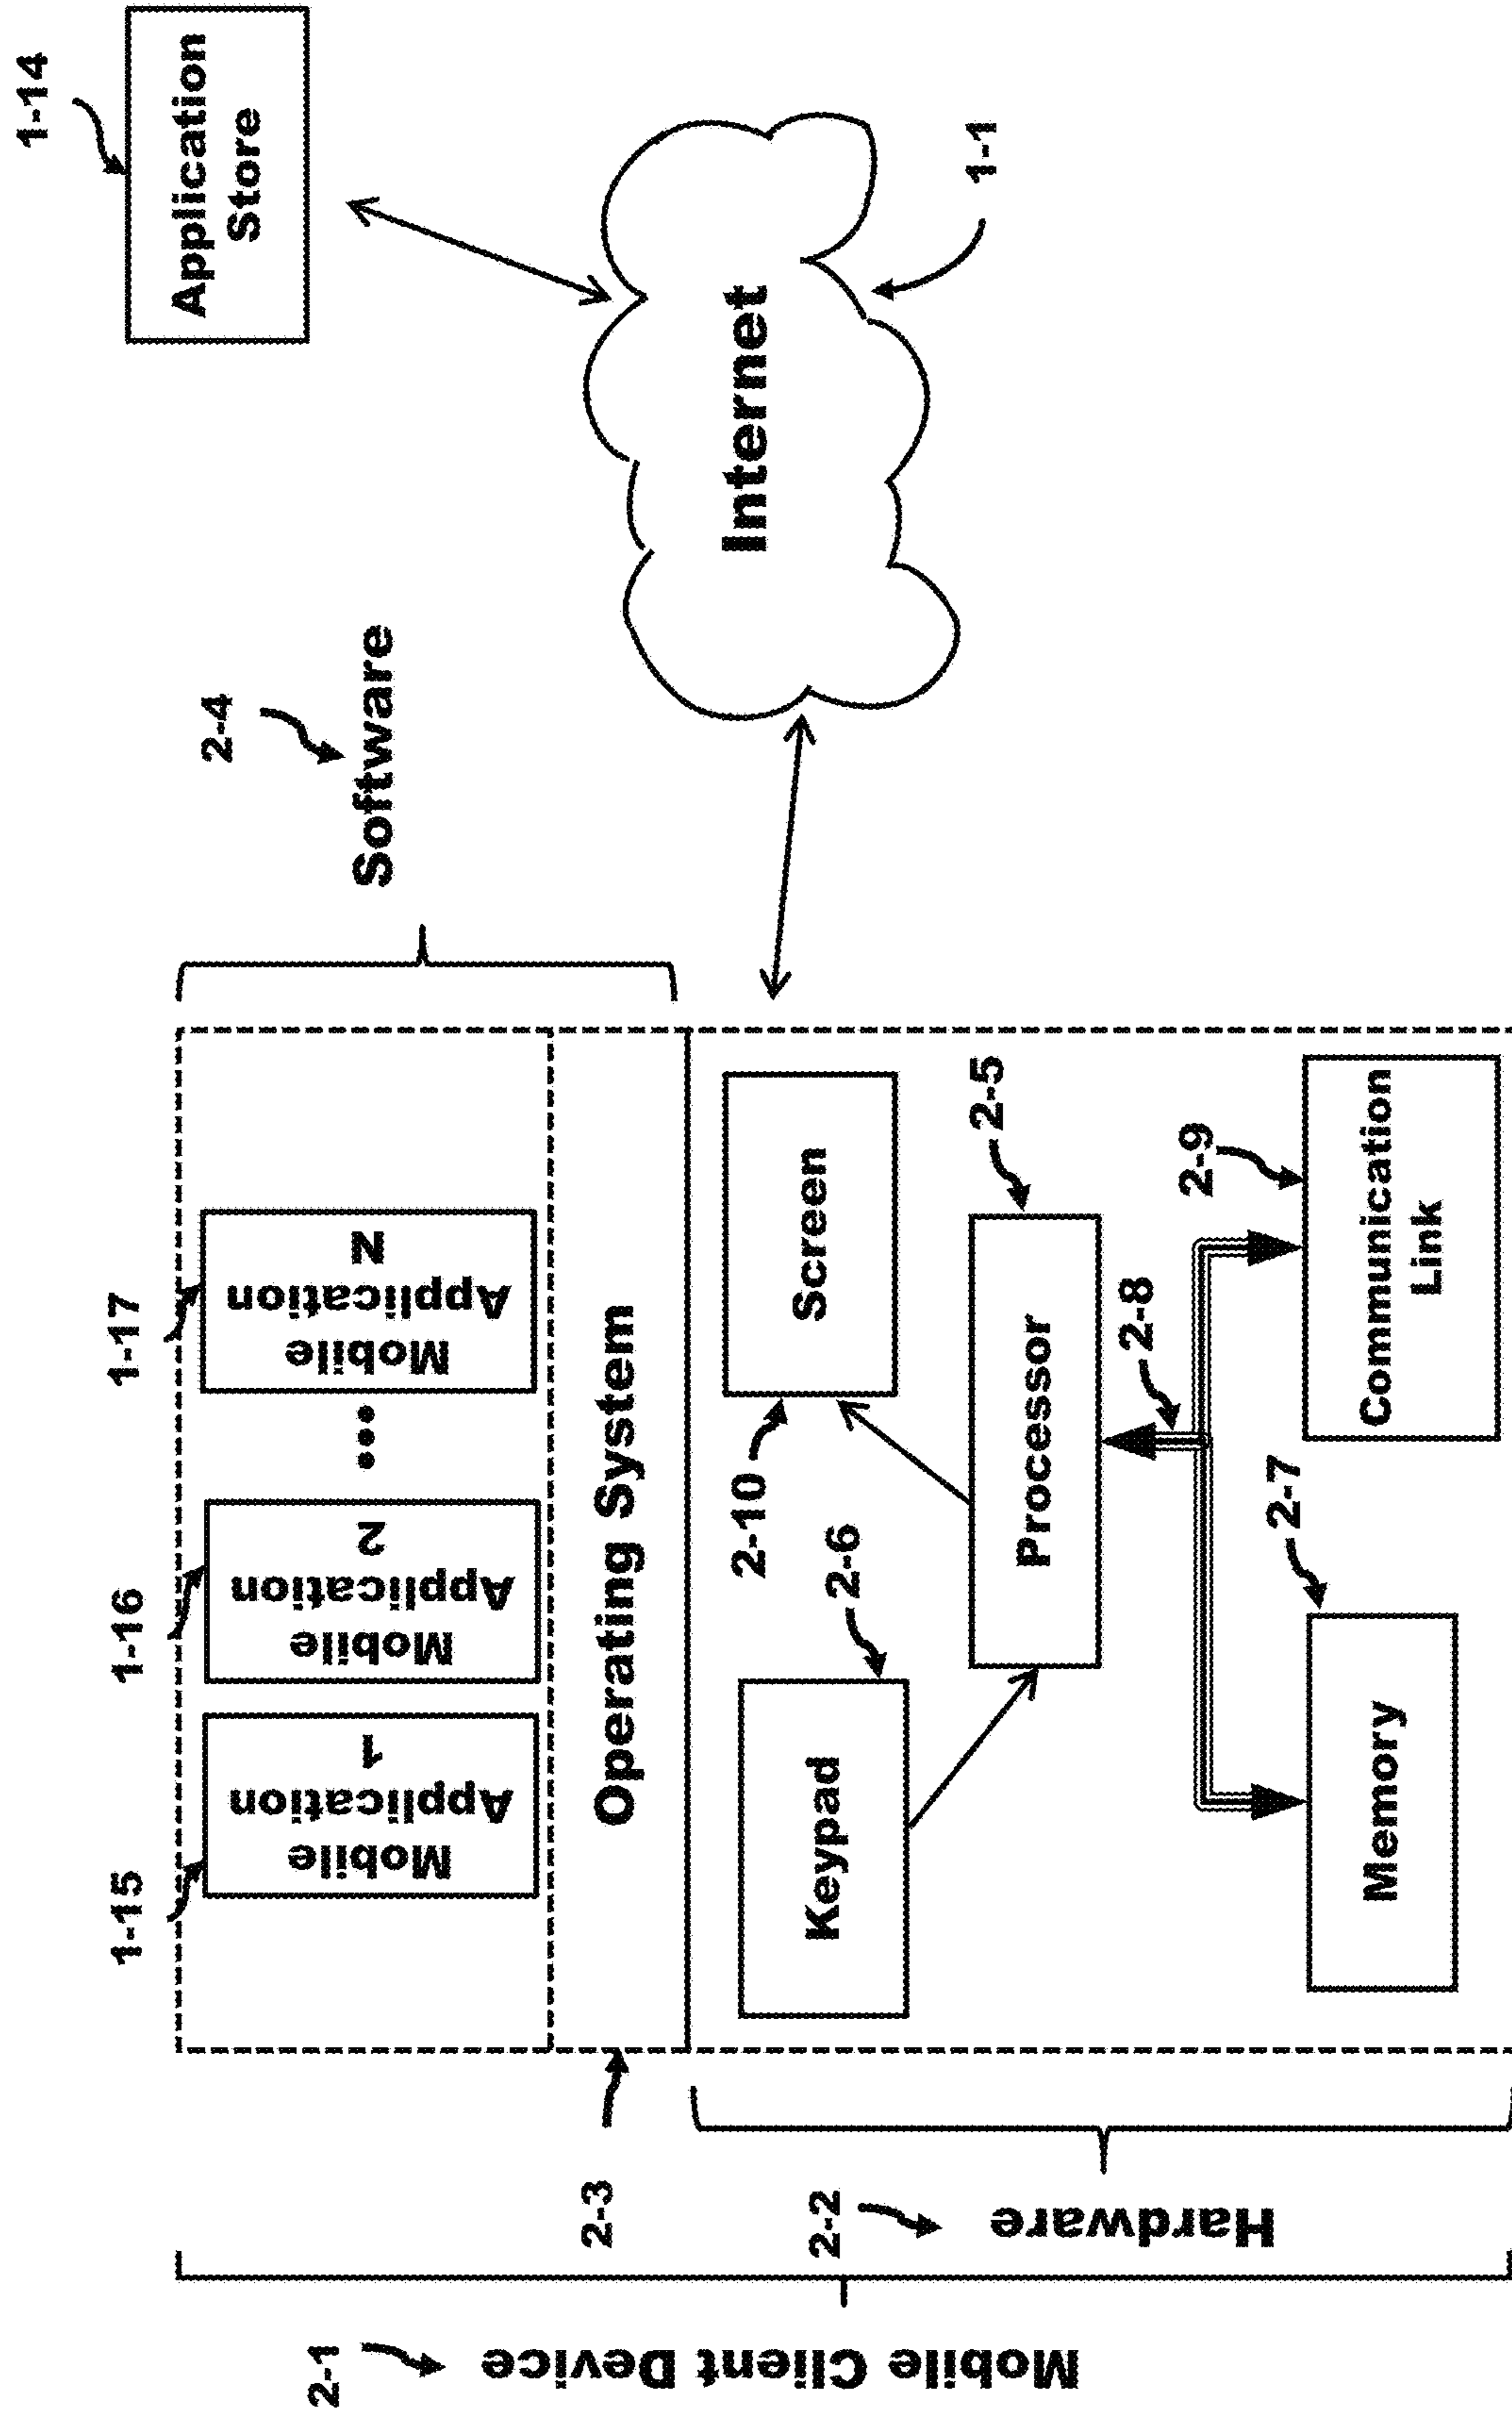 1-14
Application
Store
Internet
1-1
2-4
Software
1-15
1-16
1-17
Mobile
Application
1
Mobile
Application
2
•••
Mobile
Application
N
Operating System
2-3
2-1
Mobile Client Device
2-2
Hardware
Keypad
2-6
2-10
Screen
Processor
2-5
2-8
2-7
Memory
2-9
Communication
Link